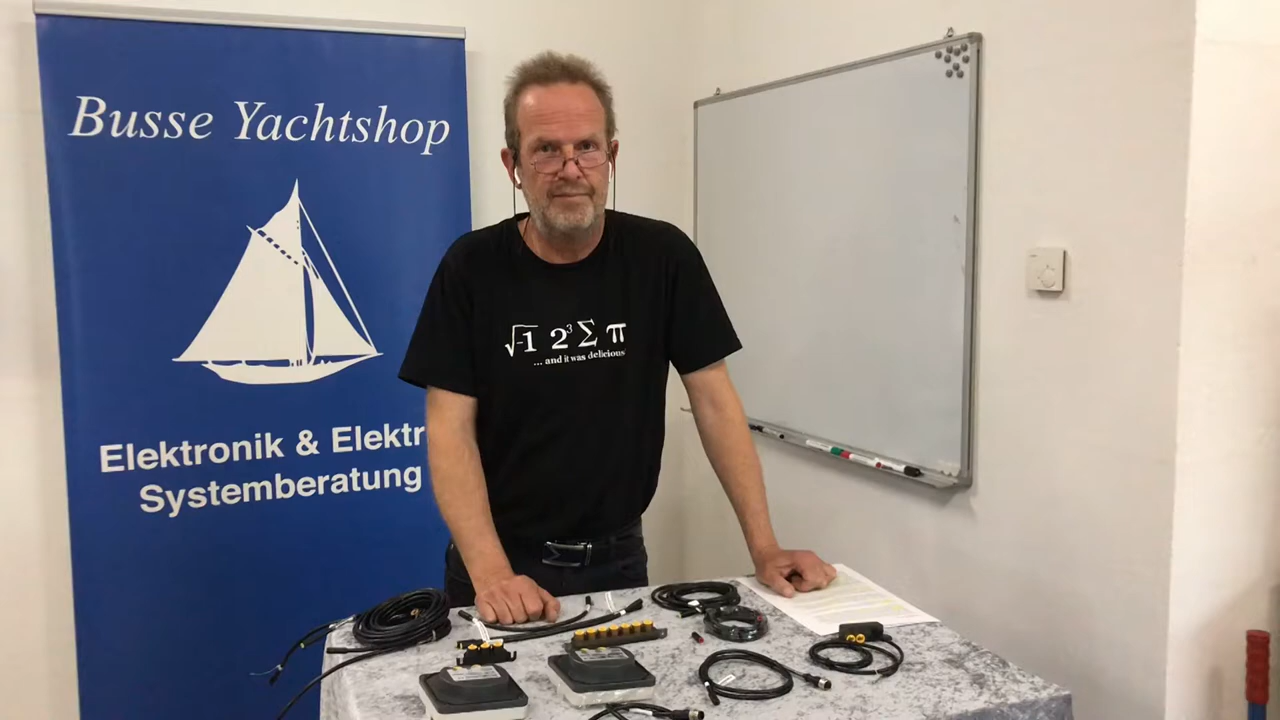 Busse Yachtshop
Elektronik & Elektr
Systemberatung
√-1 2³ Σ π
... and it was delicious!